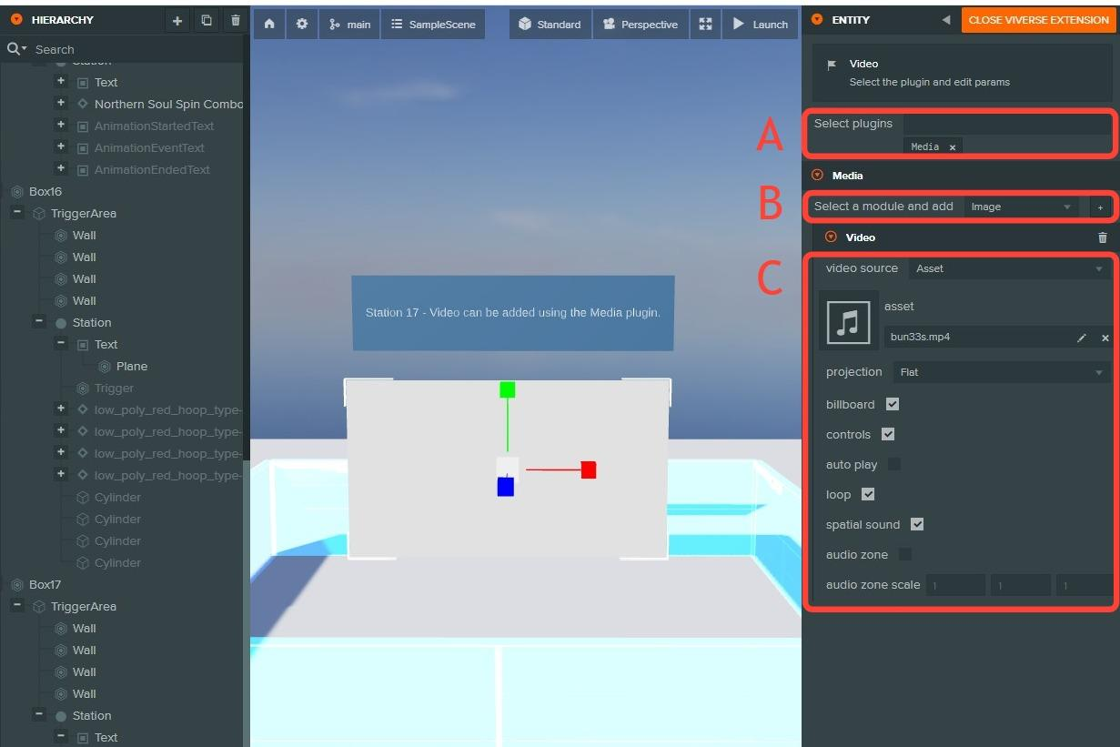 HIERARCHY
Search
Station
Text
Northern Soul Spin Combo
AnimationStartedText
AnimationEventText
AnimationEndedText
Box16
TriggerArea
Wall
Wall
Wall
Wall
Station
Text
Plane
Trigger
low_poly_red_hoop_type-
low_poly_red_hoop_type-
low_poly_red_hoop_type-
low_poly_red_hoop_type-
Cylinder
Cylinder
Cylinder
Cylinder
Box17
TriggerArea
Wall
Wall
Wall
Wall
Station
Text
main
SampleScene
Standard
Perspective
Launch
Station 17 - Video can be added using the Media plugin.
A
B
C
ENTITY
CLOSE VIVERSE EXTENSION
Video
Select the plugin and edit params
Select plugins
Media x
Media
Select a module and add Image +
Video
video source Asset
asset
bun33s.mp4
projection Flat
billboard
controls
auto play
loop
spatial sound
audio zone
audio zone scale 1 1 1